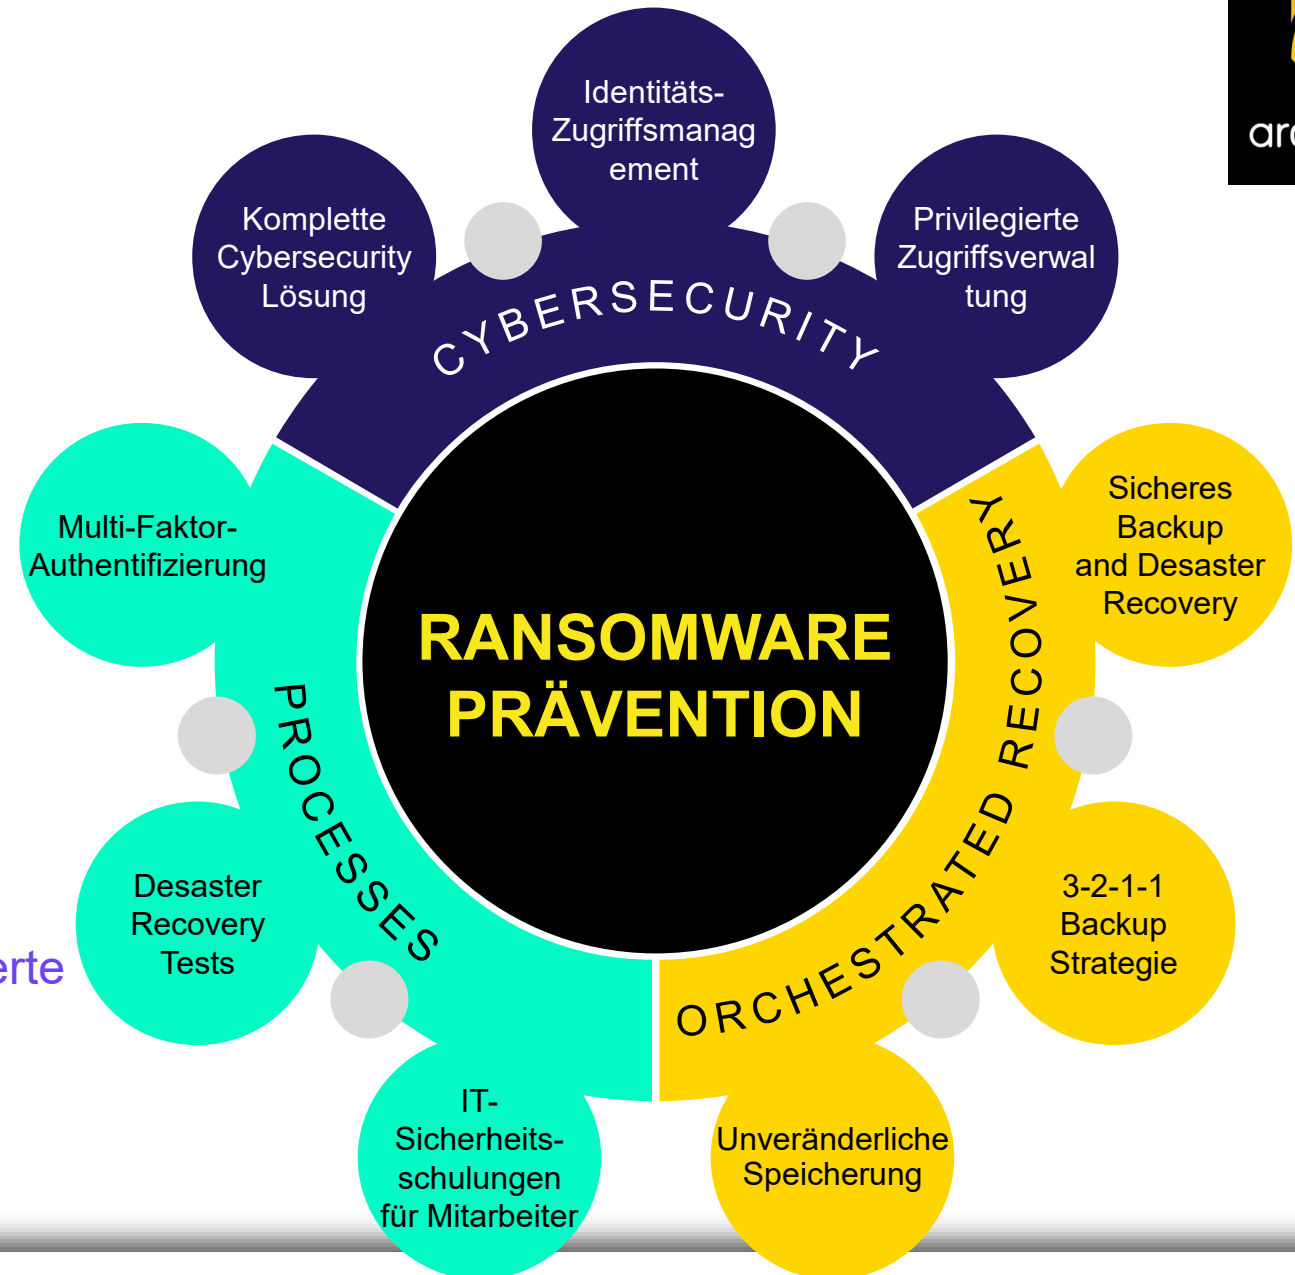 Identitäts-
Zugriffsmanag
ement
Komplette
Cybersecurity
Lösung
Privilegierte
Zugriffsverwal
tung
CYBERSECURITY
Multi-Faktor-
Authentifizierung
Sicheres
Backup
and Desaster
Recovery
RANSOMWARE
PRÄVENTION
PROCESSES
ORCHESTRATED RECOVERY
Desaster
Recovery
Tests
3-2-1-1
Backup
Strategie
IT-
Sicherheits-
schulungen
für Mitarbeiter
Unveränderliche
Speicherung